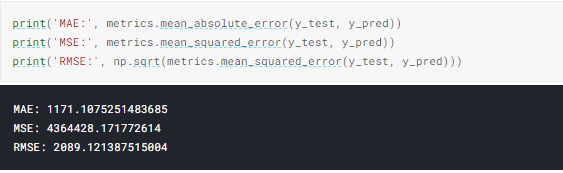 print('MAE:', metrics.mean_absolute_error(y_test, y_pred))
print('MSE:', metrics.mean_squared_error(y_test, y_pred))
print('RMSE:', np.sqrt(metrics.mean_squared_error(y_test, y_pred)))
MAE: 1171.1075251483685
MSE: 4364428.171772614
RMSE: 2089.121387515004